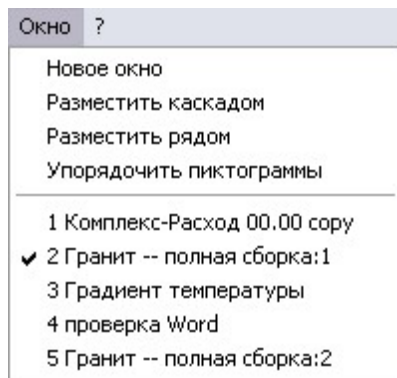 Окно ?
Новое окно
Разместить каскадом
Разместить рядом
Упорядочить пиктограммы
1 Комплекс-Расход 00.00 copy
2 Гранит -- полная сборка:1
3 Градиент температуры
4 проверка Word
5 Гранит -- полная сборка:2